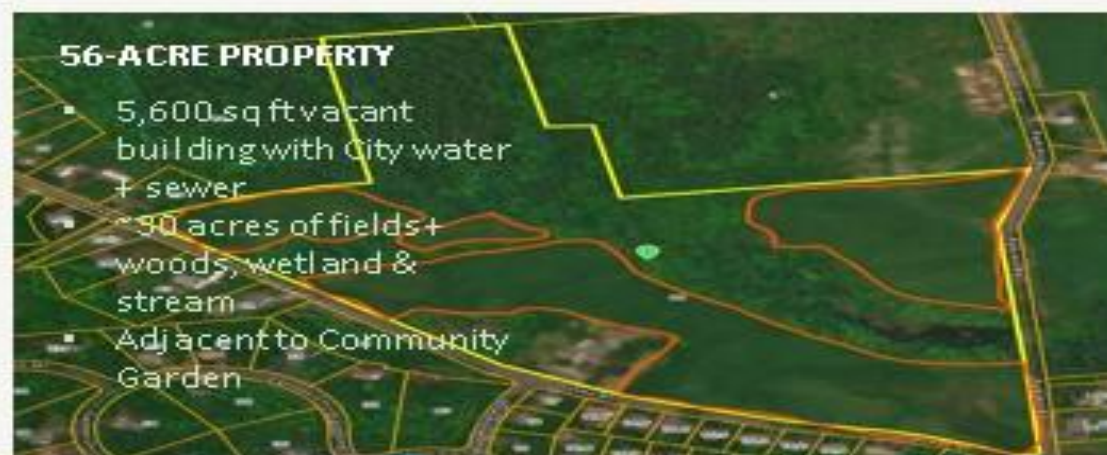 56-ACRE PROPERTY
▪ 5,600 sq ft vacant
building with City water
+ sewer
▪ ~30 acres of fields +
woods, wetland &
stream
▪ Adjacent to Community
Garden